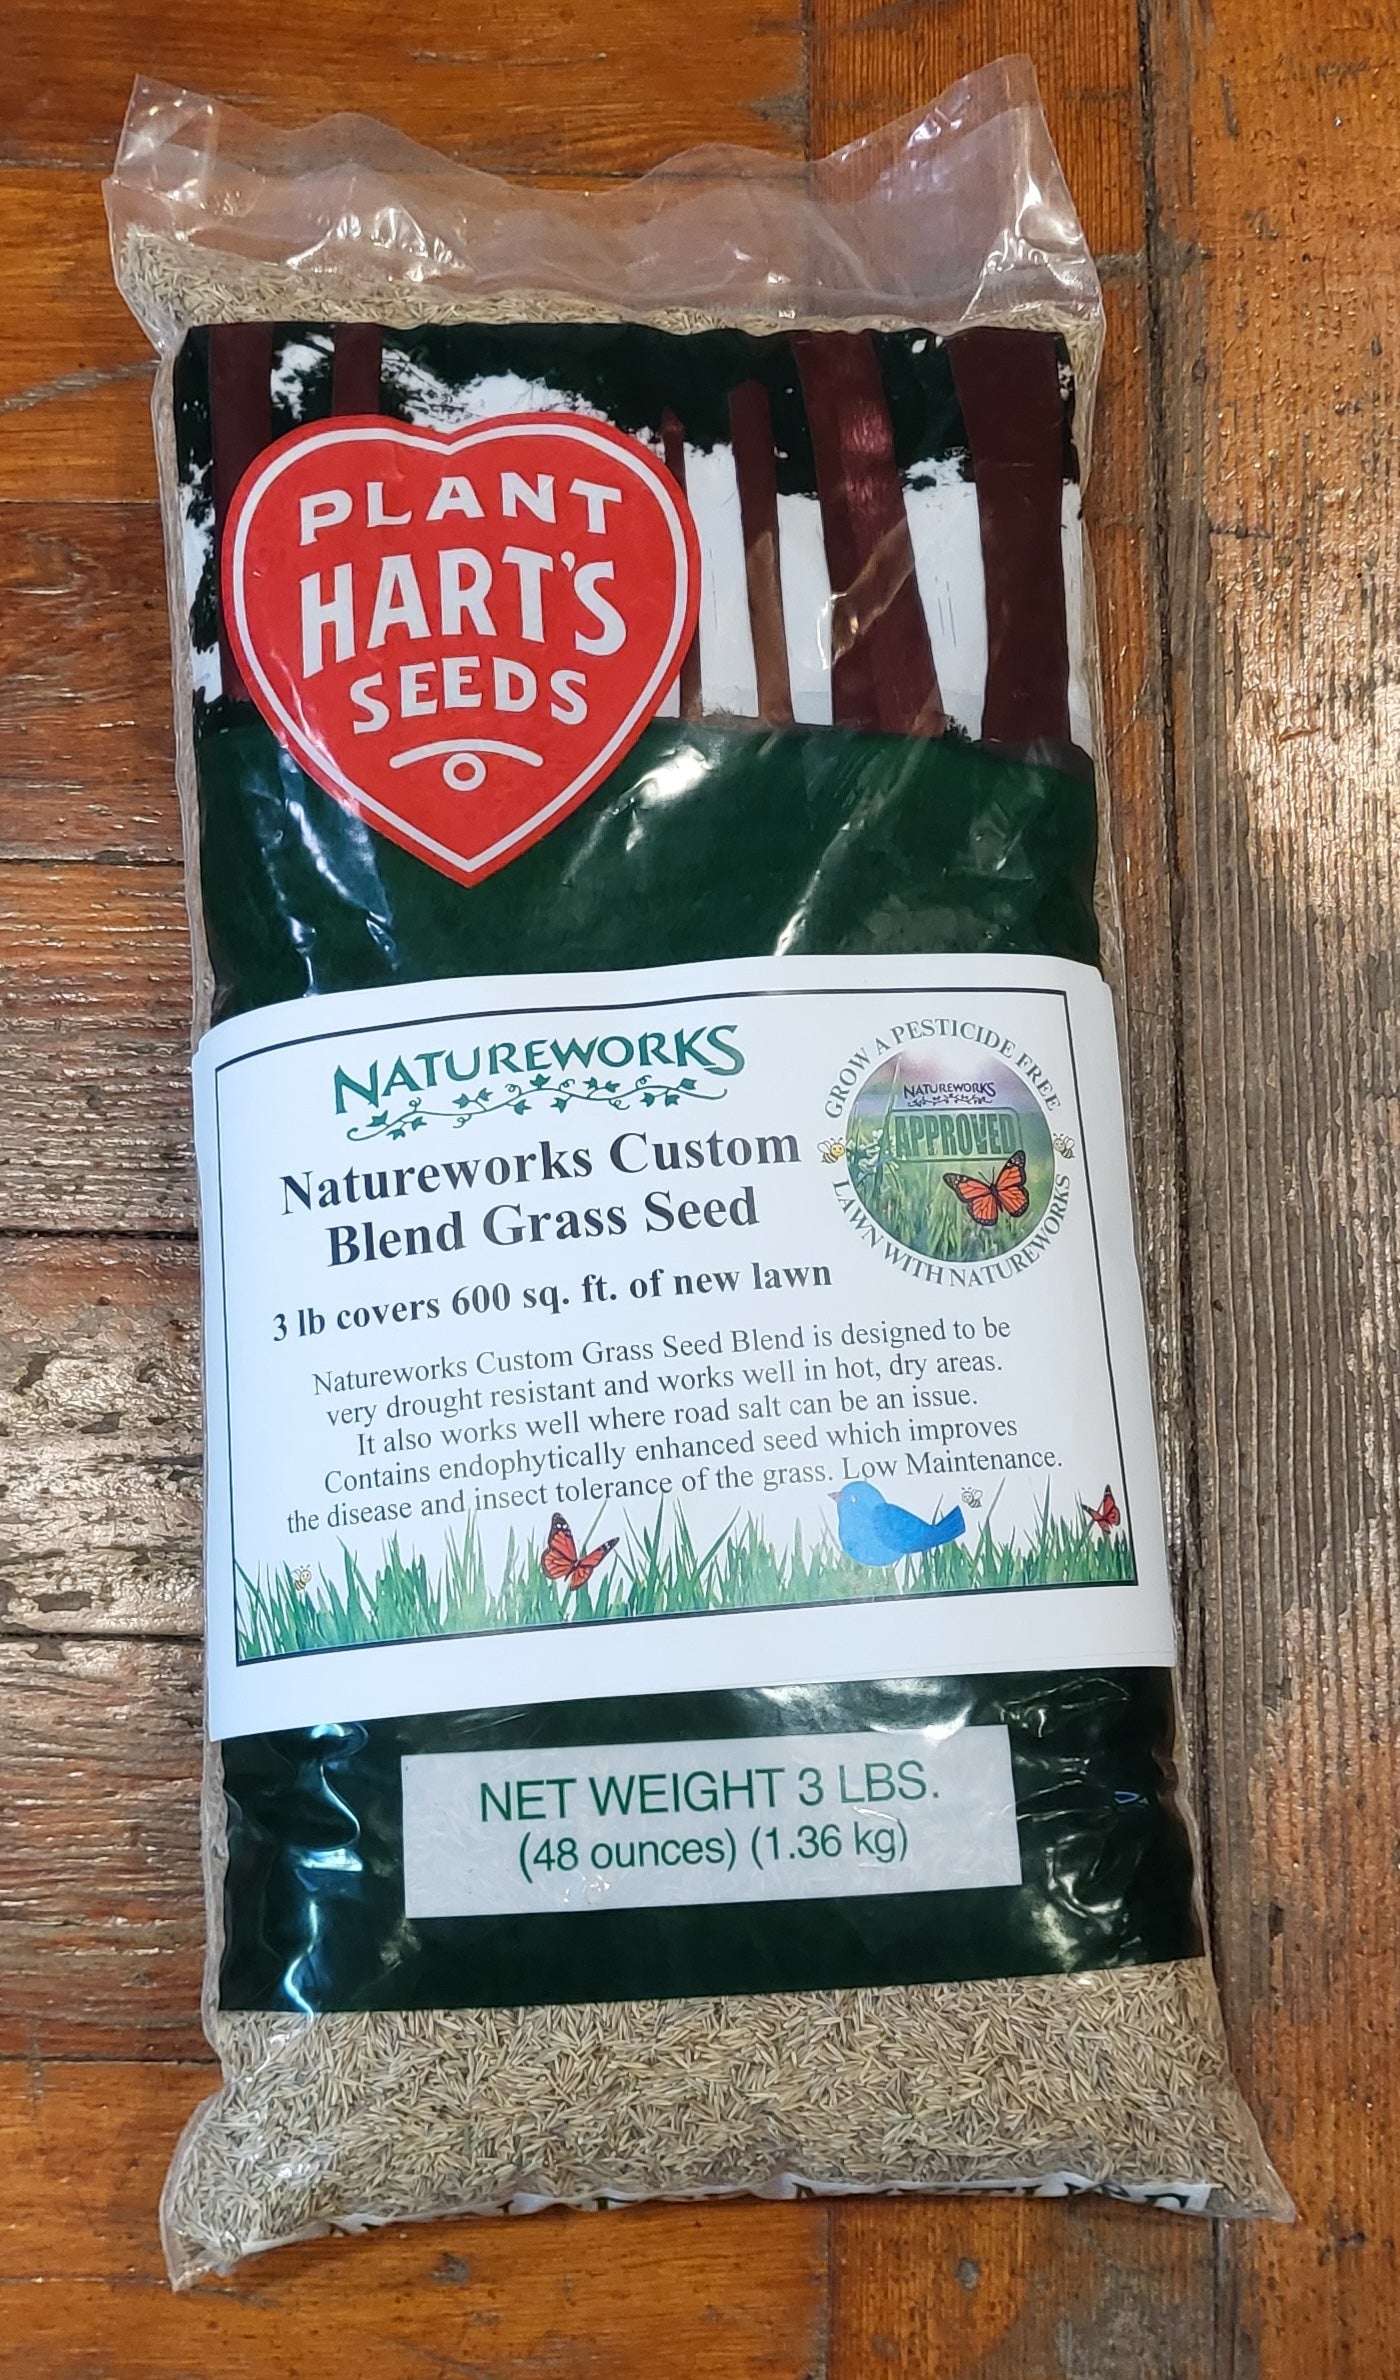 PLANT
HART'S
SEEDS
NATUREWORKS
GROW A PESTICIDE FREE
LAWN WITH NATUREWORKS
NATUREWORKS
APPROVED
Natureworks Custom
Blend Grass Seed
3 lb covers 600 sq. ft. of new lawn
Natureworks Custom Grass Seed Blend is designed to be
very drought resistant and works well in hot, dry areas.
It also works well where road salt can be an issue.
Contains endophytically enhanced seed which improves
the disease and insect tolerance of the grass. Low Maintenance.
NET WEIGHT 3 LBS.
(48 ounces) (1.36 kg)